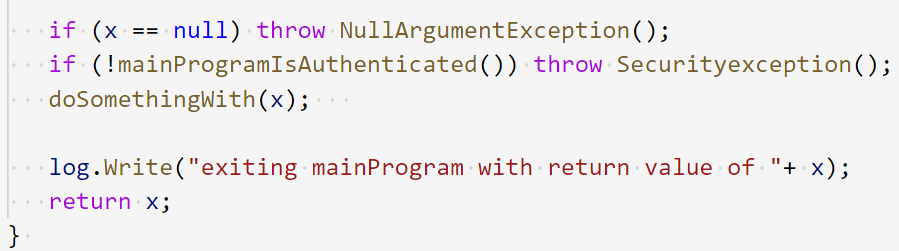 if (x == null) throw NullArgumentException();
if (!mainProgramIsAuthenticated()) throw Securityexception();
doSomethingWith(x);
log.Write("exiting mainProgram with return value of "+ x);
return x;
}